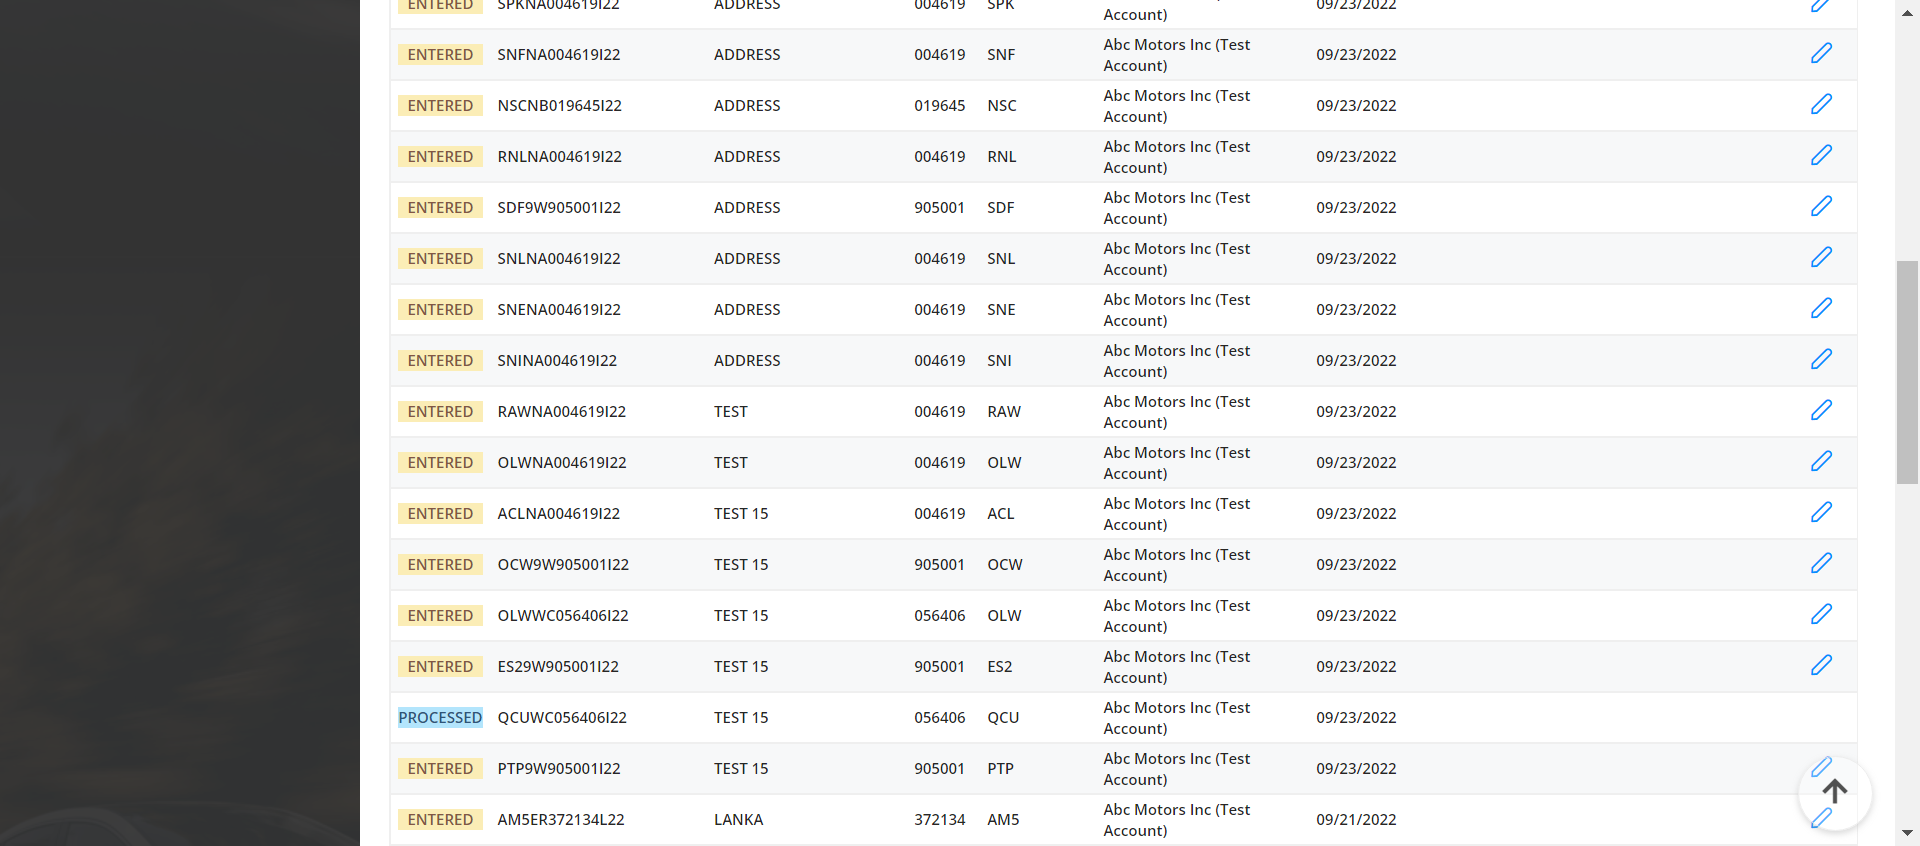 ENTERED SPKNA004619I22 ADDRESS 004619 SPK Account) 09/23/2022
ENTERED SNFNA004619I22 ADDRESS 004619 SNF Abc Motors Inc (Test Account) 09/23/2022
ENTERED NSCNB019645I22 ADDRESS 019645 NSC Abc Motors Inc (Test Account) 09/23/2022
ENTERED RNLNA004619I22 ADDRESS 004619 RNL Abc Motors Inc (Test Account) 09/23/2022
ENTERED SDF9W905001I22 ADDRESS 905001 SDF Abc Motors Inc (Test Account) 09/23/2022
ENTERED SNLNA004619I22 ADDRESS 004619 SNL Abc Motors Inc (Test Account) 09/23/2022
ENTERED SNENA004619I22 ADDRESS 004619 SNE Abc Motors Inc (Test Account) 09/23/2022
ENTERED SNINA004619I22 ADDRESS 004619 SNI Abc Motors Inc (Test Account) 09/23/2022
ENTERED RAWNA004619I22 TEST 004619 RAW Abc Motors Inc (Test Account) 09/23/2022
ENTERED OLWNA004619I22 TEST 004619 OLW Abc Motors Inc (Test Account) 09/23/2022
ENTERED ACLNA004619I22 TEST 15 004619 ACL Abc Motors Inc (Test Account) 09/23/2022
ENTERED OCW9W905001I22 TEST 15 905001 OCW Abc Motors Inc (Test Account) 09/23/2022
ENTERED OLWWC056406I22 TEST 15 056406 OLW Abc Motors Inc (Test Account) 09/23/2022
ENTERED ES29W905001I22 TEST 15 905001 ES2 Abc Motors Inc (Test Account) 09/23/2022
PROCESSED QCUWC056406I22 TEST 15 056406 QCU Abc Motors Inc (Test Account) 09/23/2022
ENTERED PTP9W905001I22 TEST 15 905001 PTP Abc Motors Inc (Test Account) 09/23/2022
ENTERED AM5ER372134L22 LANKA 372134 AM5 Abc Motors Inc (Test Account) 09/21/2022